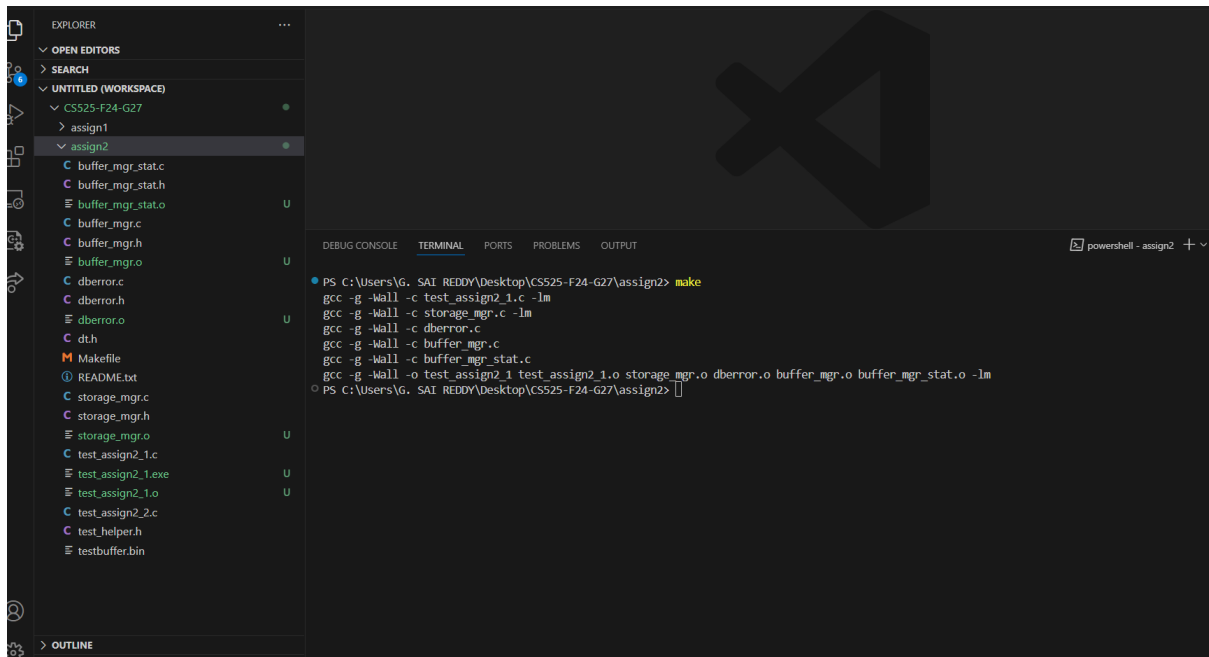 EXPLORER
OPEN EDITORS
SEARCH
6
UNTITLED (WORKSPACE)
CS525-F24-G27
assign1
assign2
C buffer_mgr_stat.c
C buffer_mgr_stat.h
buffer_mgr_stat.o U
C buffer_mgr.c
C buffer_mgr.h
buffer_mgr.o U
C dberror.c
C dberror.h
dberror.o U
C dt.h
M Makefile
README.txt
C storage_mgr.c
C storage_mgr.h
storage_mgr.o U
C test_assign2_1.c
test_assign2_1.exe U
test_assign2_1.o U
C test_assign2_2.c
C test_helper.h
testbuffer.bin
OUTLINE
DEBUG CONSOLE TERMINAL PORTS PROBLEMS OUTPUT
powershell - assign2
PS C:\Users\G. SAI REDDY\Desktop\CS525-F24-G27\assign2> make
gcc -g -Wall -c test_assign2_1.c -lm
gcc -g -Wall -c storage_mgr.c -lm
gcc -g -Wall -c dberror.c
gcc -g -Wall -c buffer_mgr.c
gcc -g -Wall -c buffer_mgr_stat.c
gcc -g -Wall -o test_assign2_1 test_assign2_1.o storage_mgr.o dberror.o buffer_mgr.o buffer_mgr_stat.o -lm
PS C:\Users\G. SAI REDDY\Desktop\CS525-F24-G27\assign2>